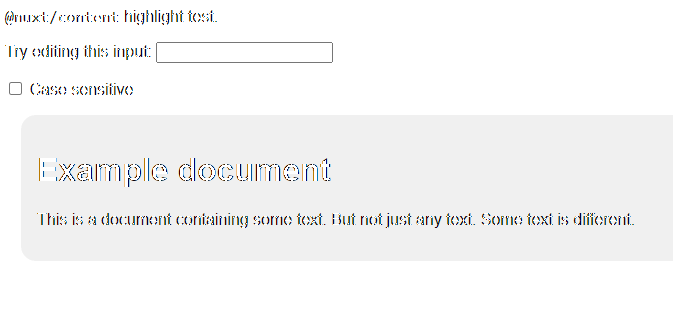 @nuxt/content highlight test.
Try editing this input:
Case sensitive
Example document
This is a document containing some text. But not just any text. Some text is different.